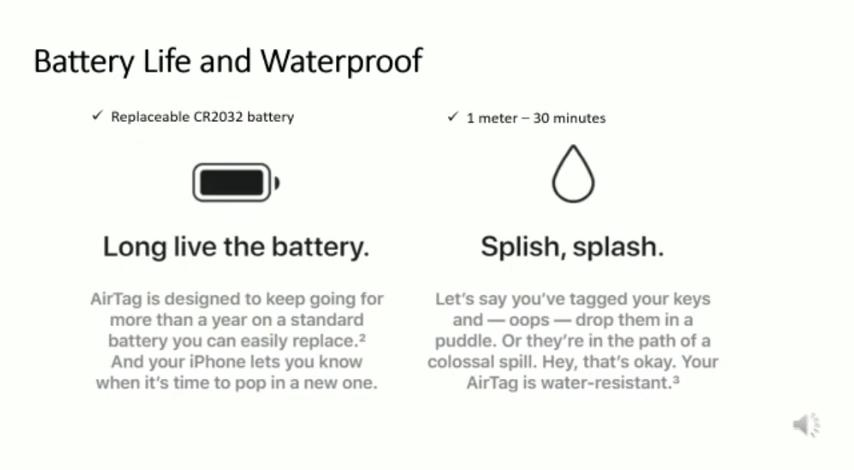 Battery Life and Waterproof
✓ Replaceable CR2032 battery
Long live the battery.
AirTag is designed to keep going for
more than a year on a standard
battery you can easily replace.²
And your iPhone lets you know
when it's time to pop in a new one.
✓ 1 meter – 30 minutes
Splish, splash.
Let's say you've tagged your keys
and — oops — drop them in a
puddle. Or they're in the path of a
colossal spill. Hey, that's okay. Your
AirTag is water-resistant.³